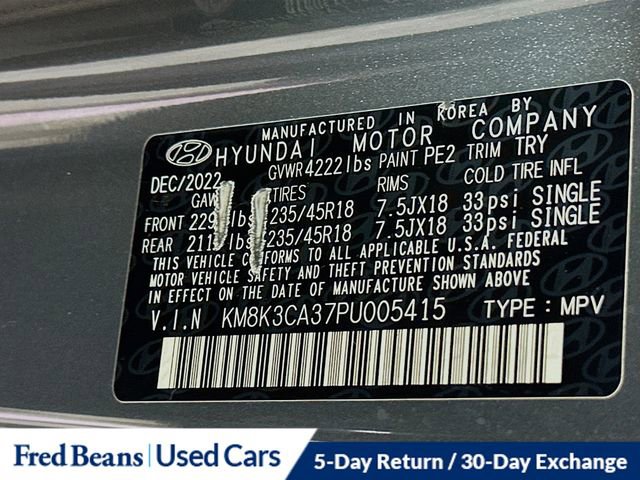 MANUFACTURED IN KOREA BY
HYUNDAI MOTOR COMPANY
DEC/2022 GVWR 4222lbs PAINT PE2 TRIM TRY
TIRES RIMS COLD TIRE INFL
FRONT 235/45R18 7.5JX18 33psi SINGLE
REAR 235/45R18 7.5JX18 33psi SINGLE
THIS VEHICLE CONFORMS TO ALL APPLICABLE U.S.A. FEDERAL
MOTOR VEHICLE SAFETY AND THEFT PREVENTION STANDARDS
IN EFFECT ON THE DATE OF MANUFACTURE SHOWN ABOVE
V.I.N KM8K3CA37PU005415 TYPE: MPV
Fred Beans Used Cars 5-Day Return / 30-Day Exchange